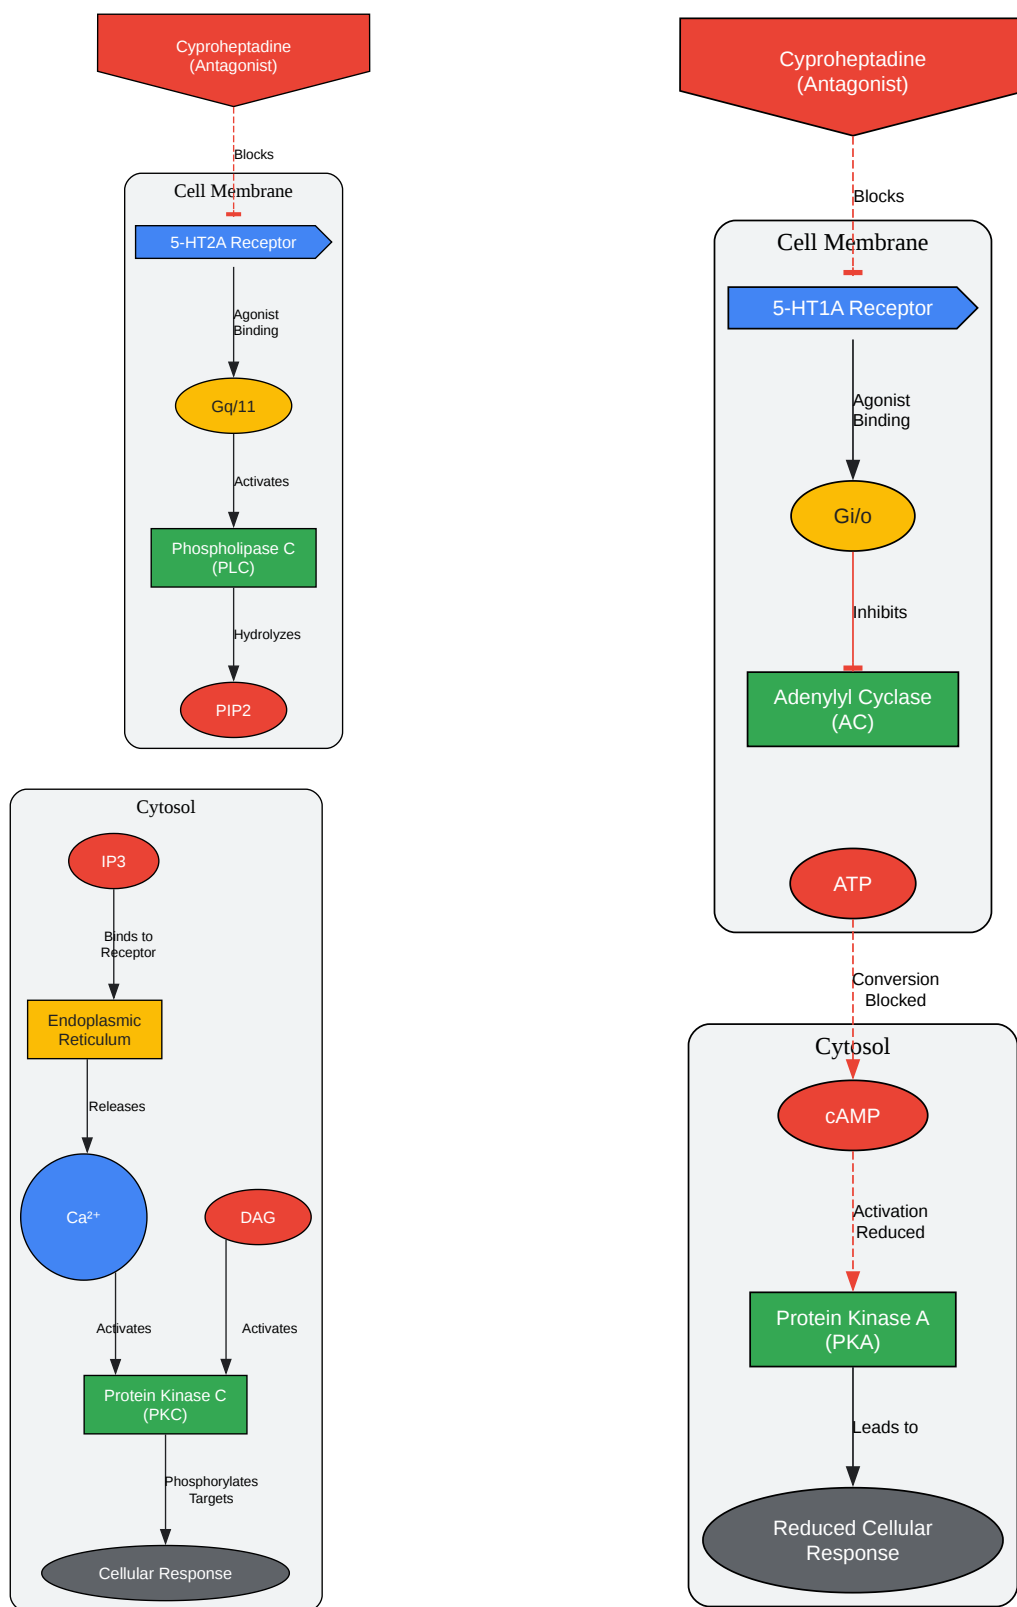 Cyproheptadine
(Antagonist)
Blocks
Cell Membrane
5-HT2A Receptor
Agonist
Binding
Gq/11
Activates
Phospholipase C
(PLC)
Hydrolyzes
PIP2
Cytosol
IP3
Binds to
Receptor
Endoplasmic
Reticulum
Releases
Ca²⁺
DAG
Activates
Activates
Protein Kinase C
(PKC)
Phosphorylates
Targets
Cellular Response
Cyproheptadine
(Antagonist)
Blocks
Cell Membrane
5-HT1A Receptor
Agonist
Binding
Gi/o
Inhibits
Adenylyl Cyclase
(AC)
ATP
Conversion
Blocked
Cytosol
cAMP
Activation
Reduced
Protein Kinase A
(PKA)
Leads to
Reduced Cellular
Response